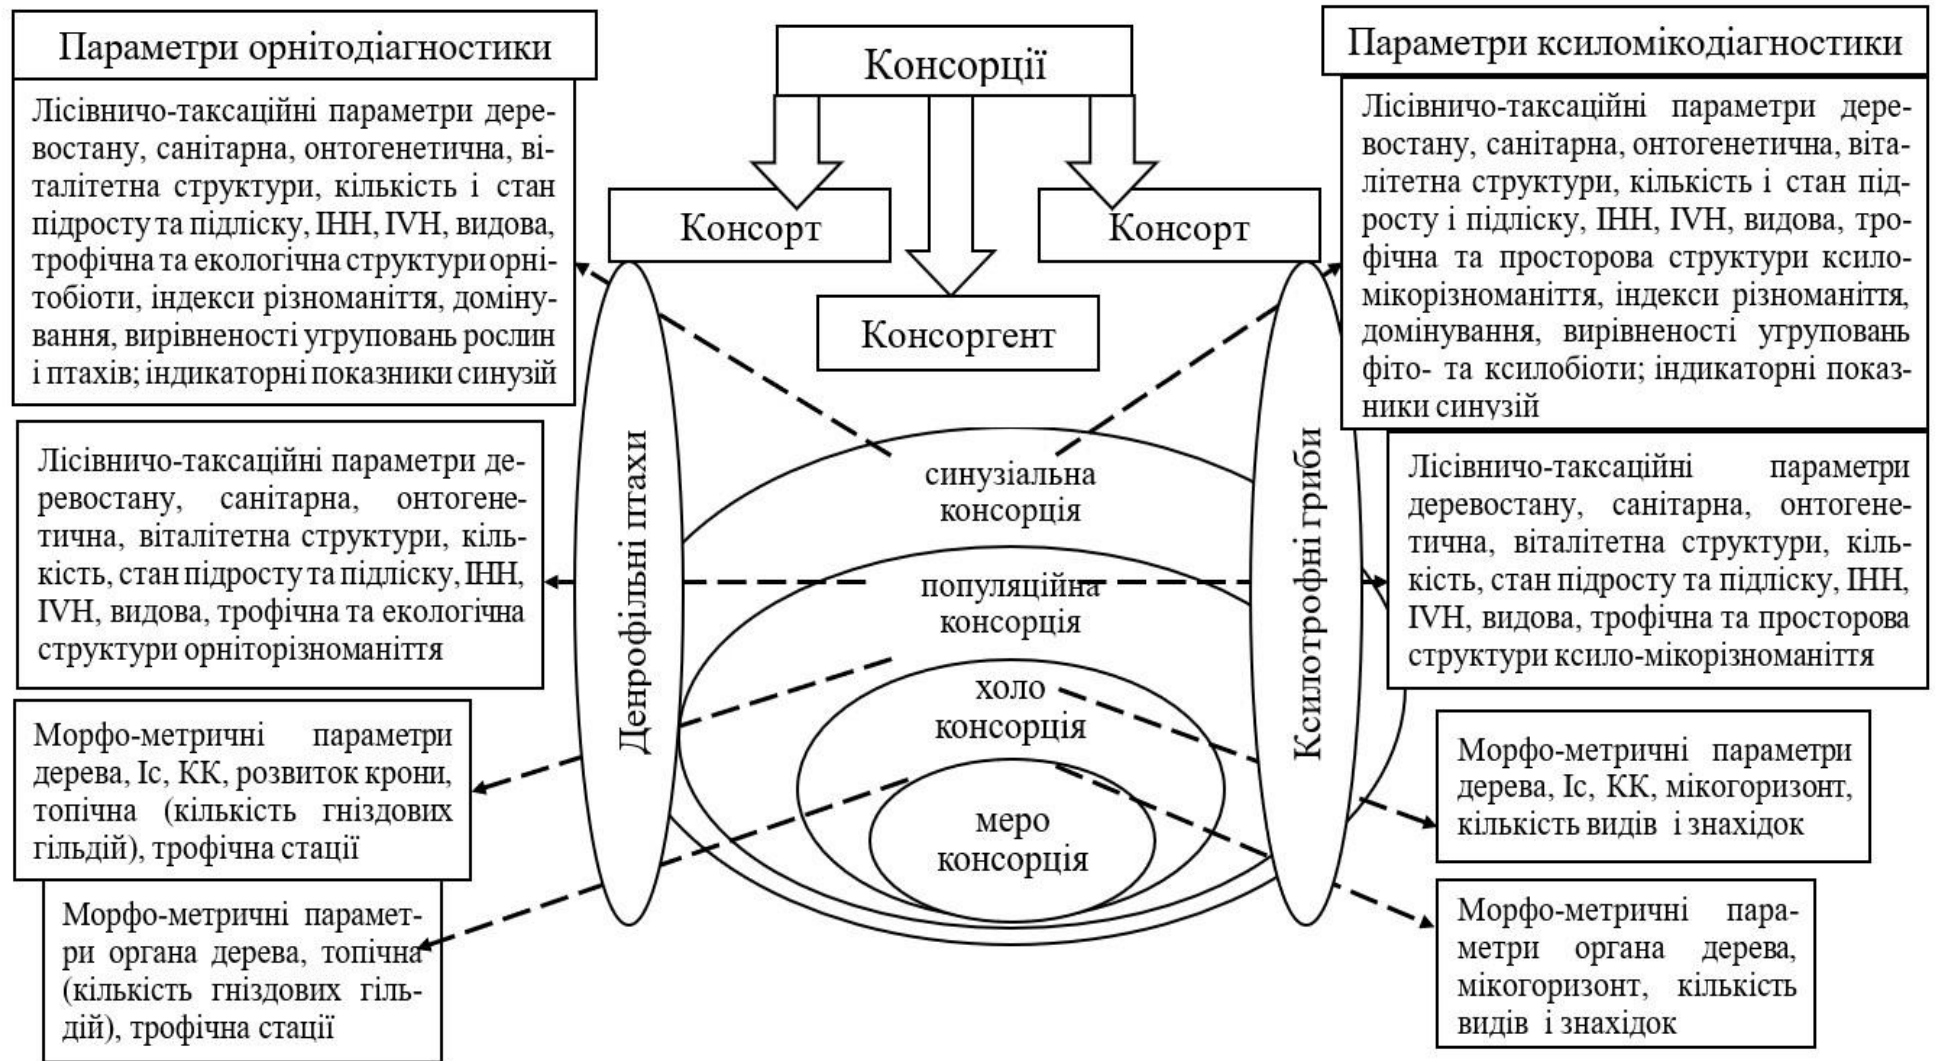 Параметри орнітодіагностики
Лісівничо-таксаційні параметри дере-
востану, санітарна, онтогенетична, ві-
талітетна структури, кількість і стан
підросту та підліску, ІНН, IVН, видова,
трофічна та екологічна структури орні-
тобіоти, індекси різноманіття, доміну-
вання, вирівненості угруповань рослин
і птахів; індикаторні показники синузій
Лісівничо-таксаційні параметри де-
ревостану, санітарна, онтогене-
тична, віталітетна структури, кіль-
кість, стан підросту та підліску, ІНН,
IVН, видова, трофічна та екологічна
структури орніторізноманіття
Морфо-метричні параметри
дерева, Іс, КК, розвиток крони,
топічна (кількість гніздових
гільдій), трофічна стації
Морфо-метричні парамет-
ри органа дерева, топічна
(кількість гніздових гіль-
дій), трофічна стації
Консорції
Консорт
Консорт
Консоргент
Денрофільні птахи
синузіальна
консорція
популяційна
консорція
холо
консорція
меро
консорція
Ксилотрофні гриби
Параметри ксиломікодіагностики
Лісівничо-таксаційні параметри дере-
востану, санітарна, онтогенетична, віта-
літетна структури, кількість і стан під-
росту і підліску, ІНН, IVН, видова, тро-
фічна та просторова структури ксило-
мікорізноманіття, індекси різноманіття,
домінування, вирівненості угруповань
фіто- та ксилобіоти; індикаторні показ-
ники синузій
Лісівничо-таксаційні параметри
деревостану, санітарна, онтогене-
тична, віталітетна структури, кіль-
кість, стан підросту та підліску, ІНН,
IVН, видова, трофічна та просторова
структури ксило-мікорізноманіття
Морфо-метричні параметри
дерева, Іс, КК, мікогоризонт,
кількість видів і знахідок
Морфо-метричні пара-
метри органа дерева,
мікогоризонт, кількість
видів і знахідок